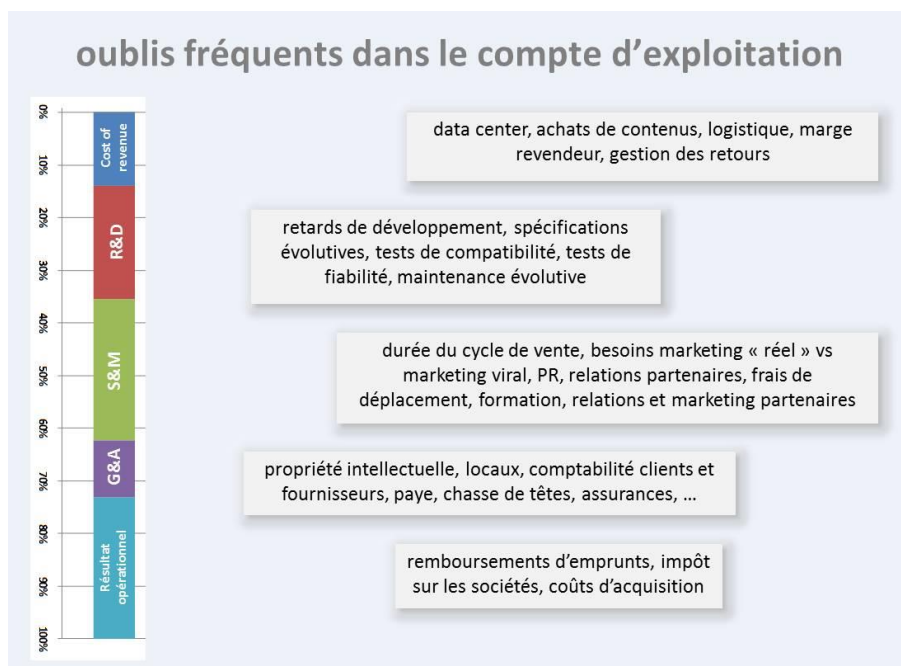 oublis fréquents dans le compte d’exploitation
0%
10%
20%
30%
40%
50%
60%
70%
80%
90%
100%
Cost of
revenue
R&D
S&M
G&A
Résultat
opérationnel
data center, achats de contenus, logistique, marge
revendeur, gestion des retours
retards de développement, spécifications
évolutives, tests de compatibilité, tests de
fiabilité, maintenance évolutive
durée du cycle de vente, besoins marketing « réel » vs
marketing viral, PR, relations partenaires, frais de
déplacement, formation, relations et marketing partenaires
propriété intellectuelle, locaux, comptabilité clients et
fournisseurs, paye, chasse de têtes, assurances, …
remboursements d’emprunts, impôt
sur les sociétés, coûts d’acquisition